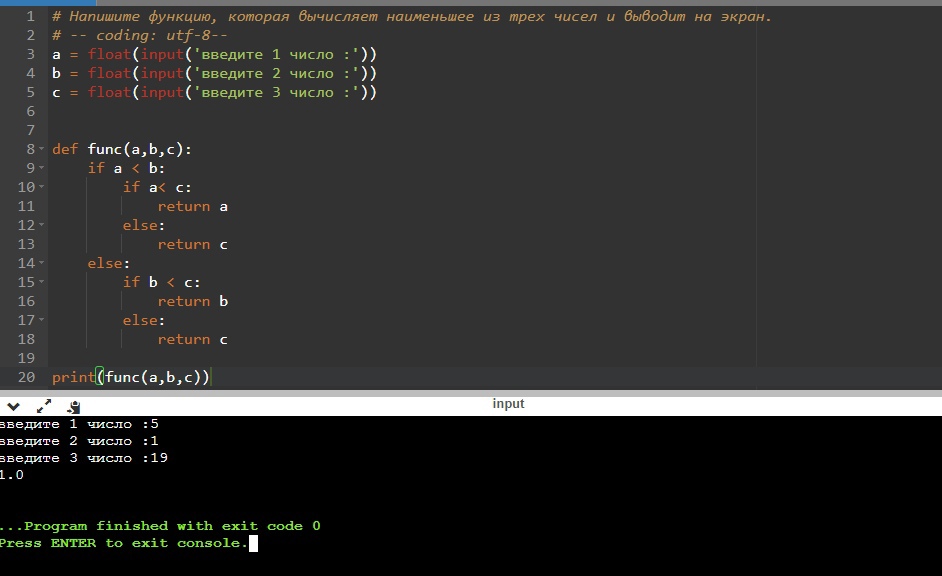 1 # Напишите функцию, которая вычисляет наименьшее из трех чисел и выводит на экран.
2 # -- coding: utf-8--
3 a = float(input('введите 1 число :'))
4 b = float(input('введите 2 число :'))
5 c = float(input('введите 3 число :'))
6
7
8 def func(a,b,c):
9 if a < b:
10 if a< c:
11 return a
12 else:
13 return c
14 else:
15 if b < c:
16 return b
17 else:
18 return c
19
20 print(func(a,b,c))
input
введите 1 число :5
введите 2 число :1
введите 3 число :19
1.0
...Program finished with exit code 0
Press ENTER to exit console.